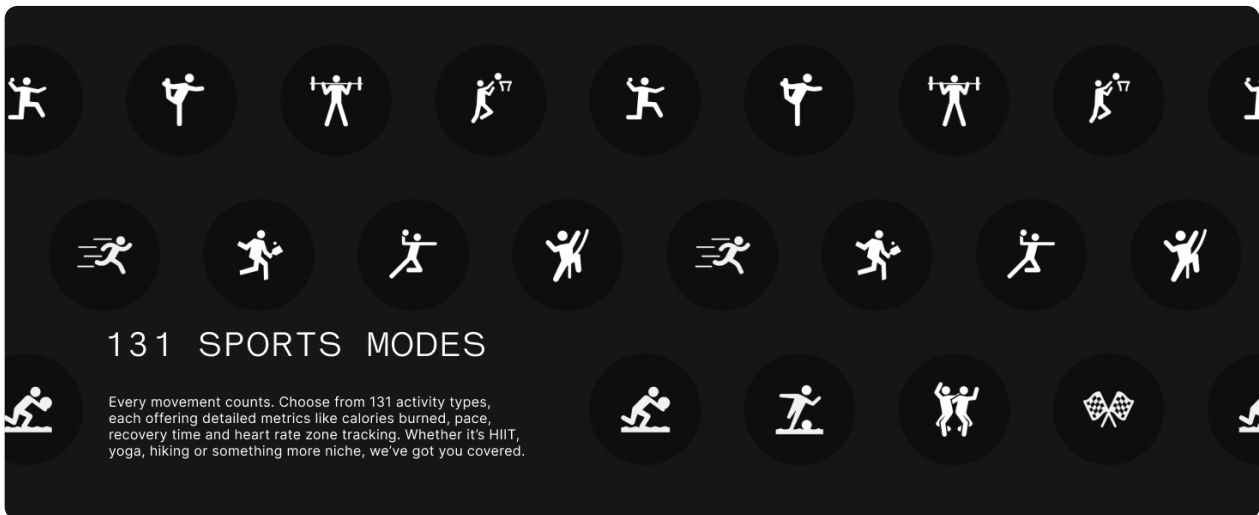 131 SPORTS MODES
Every movement counts. Choose from 131 activity types,
each offering detailed metrics like calories burned, pace,
recovery time and heart rate zone tracking. Whether it’s HIIT,
yoga, hiking or something more niche, we’ve got you covered.